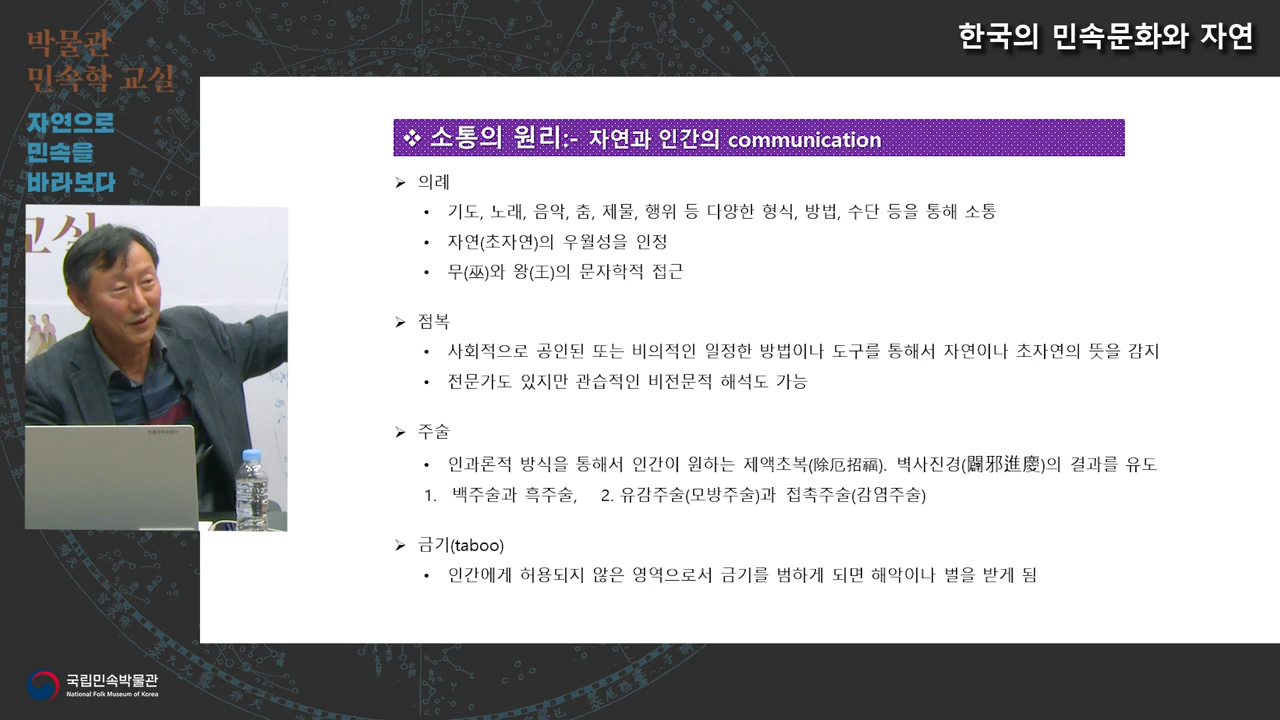 박물관
민속학 교실
자연으로
민속을
바라보다
교실
한국의 민속문화와 자연
❖ 소통의 원리:- 자연과 인간의 communication
➢ 의례
• 기도, 노래, 음악, 춤, 제물, 행위 등 다양한 형식, 방법, 수단 등을 통해 소통
• 자연(초자연)의 우월성을 인정
• 무(巫)와 왕(王)의 문자학적 접근
➢ 점복
• 사회적으로 공인된 또는 비의적인 일정한 방법이나 도구를 통해서 자연이나 초자연의 뜻을 감지
• 전문가도 있지만 관습적인 비전문적 해석도 가능
➢ 주술
• 인과론적 방식을 통해서 인간이 원하는 제액초복(除厄招福). 벽사진경(闢邪進慶)의 결과를 유도
1. 백주술과 흑주술, 2. 유감주술(모방주술)과 접촉주술(감염주술)
➢ 금기(taboo)
• 인간에게 허용되지 않은 영역으로서 금기를 범하게 되면 해악이나 벌을 받게 됨
국립민속박물관
National Folk Museum of Korea